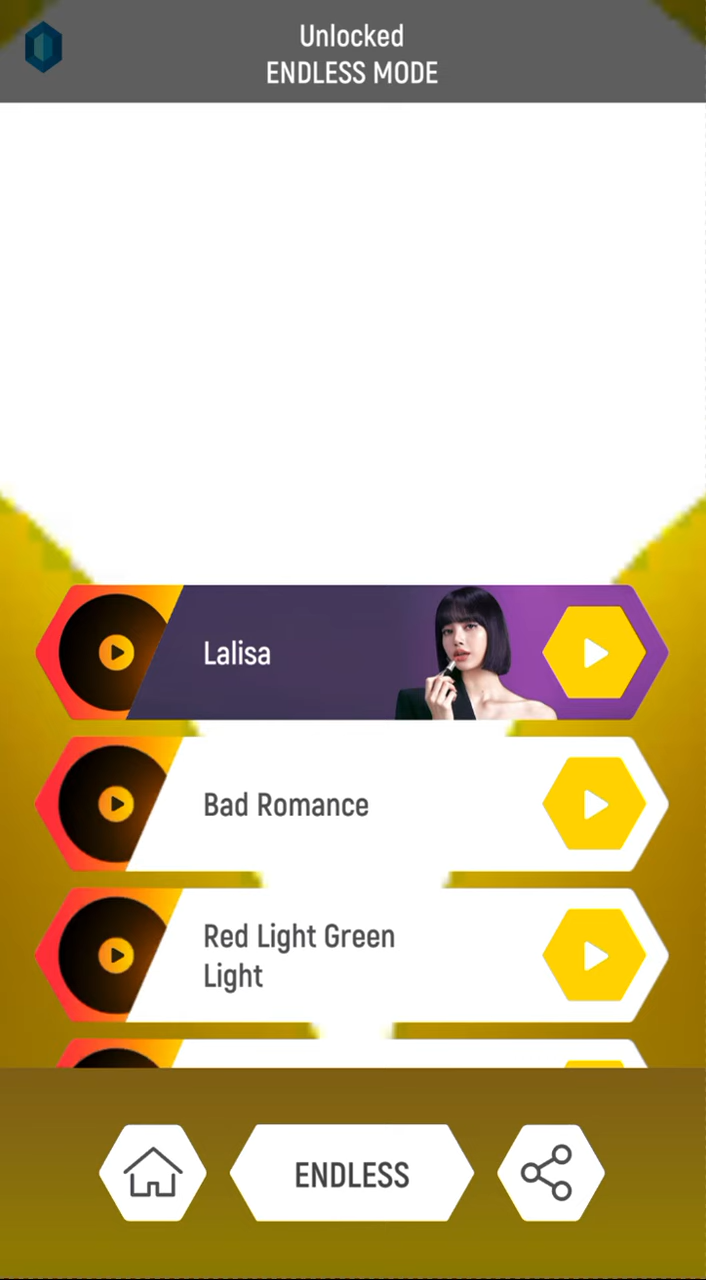 Unlocked
ENDLESS MODE
Lalisa
Bad Romance
Red Light Green
Light
ENDLESS